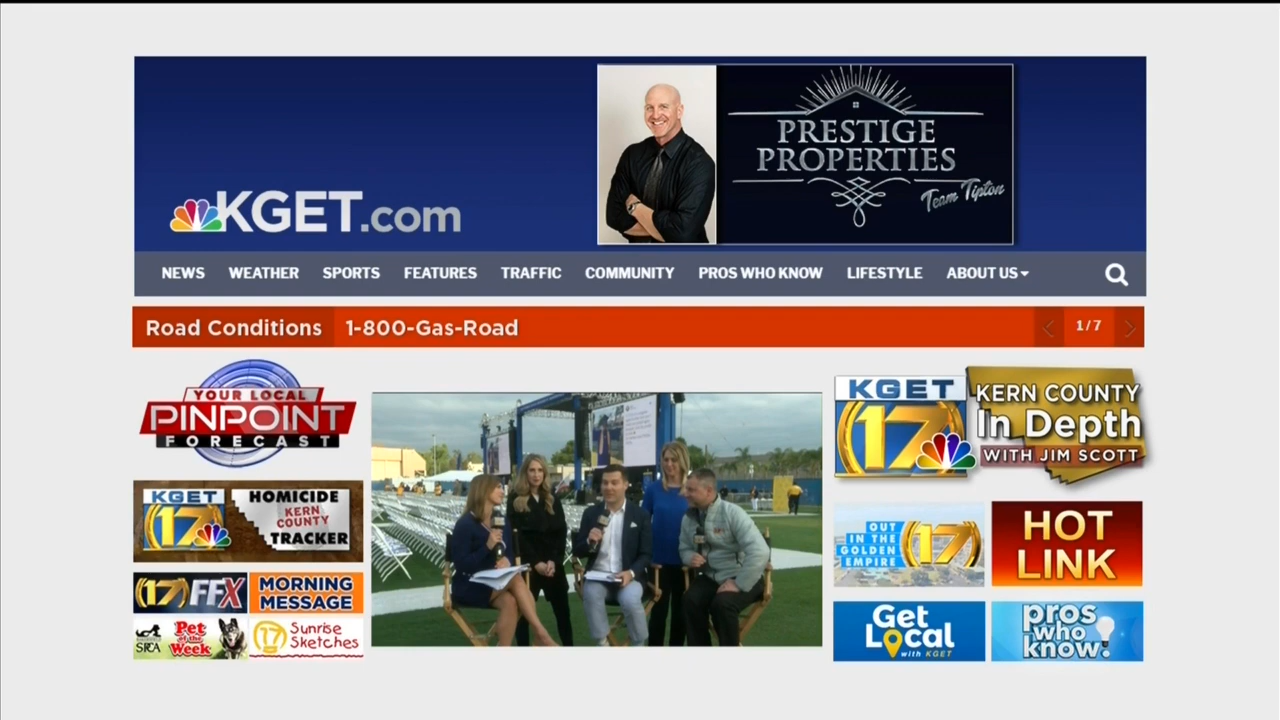 PRESTIGE
PROPERTIES
Team Tipton
KGET.com
NEWS WEATHER SPORTS FEATURES TRAFFIC COMMUNITY PROS WHO KNOW LIFESTYLE ABOUT US
Road Conditions 1-800-Gas-Road 1/7
YOUR LOCAL
PINPOINT
FORECAST
KGET
17
HOMICIDE
KERN
COUNTY
TRACKER
17 FFX
MORNING
MESSAGE
SPCA
Pet
of the
Week
17
Sunrise
Sketches
KGET
17
KERN COUNTY
In Depth
WITH JIM SCOTT
OUT
IN THE
GOLDEN
EMPIRE
17
HOT
LINK
Get
Local
with KGET
pros
who
know!